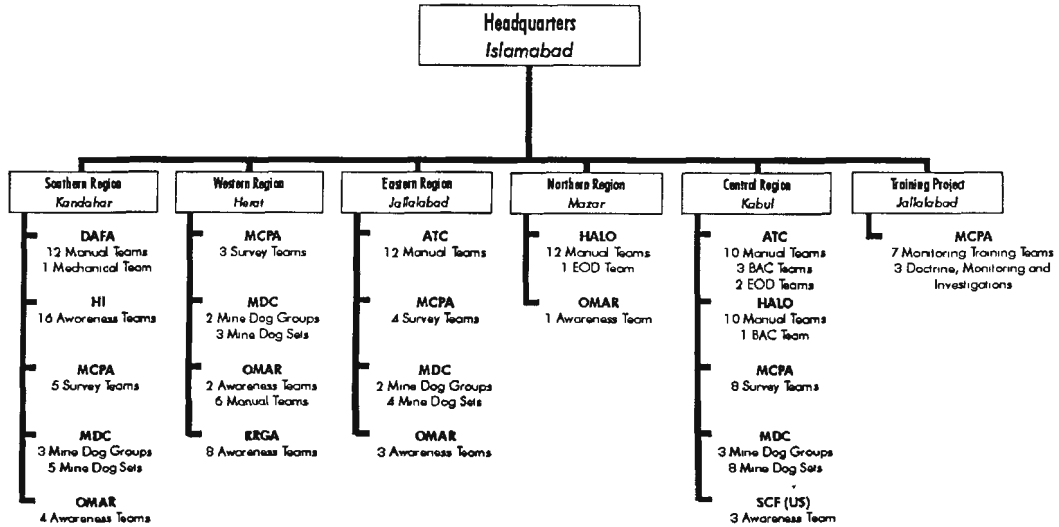 Headquarters
Islamabad
Southern Region
Kandahar
DAFA
12 Manual Teams
1 Mechanical Team
HI
16 Awareness Teams
MCPA
5 Survey Teams
MDC
3 Mine Dog Groups
5 Mine Dog Sets
OMAR
4 Awareness Teams
Western Region
Herat
MCPA
3 Survey Teams
MDC
2 Mine Dog Groups
3 Mine Dog Sets
OMAR
2 Awareness Teams
6 Manual Teams
RRGA
8 Awareness Teams
Eastern Region
Jallalabad
ATC
12 Manual Teams
MCPA
4 Survey Teams
MDC
2 Mine Dog Groups
4 Mine Dog Sets
OMAR
3 Awareness Teams
Northern Region
Mazar
HALO
12 Manual Teams
1 EOD Team
OMAR
1 Awareness Team
Central Region
Kabul
ATC
10 Manual Teams
3 BAC Teams
2 EOD Teams
HALO
10 Manual Teams
1 BAC Team
MCPA
8 Survey Teams
MDC
3 Mine Dog Groups
8 Mine Dog Sets
SCF (US)
3 Awareness Team
Training Project
Jallalabad
MCPA
7 Monitoring Training Teams
3 Doctrine, Monitoring and
Investigations